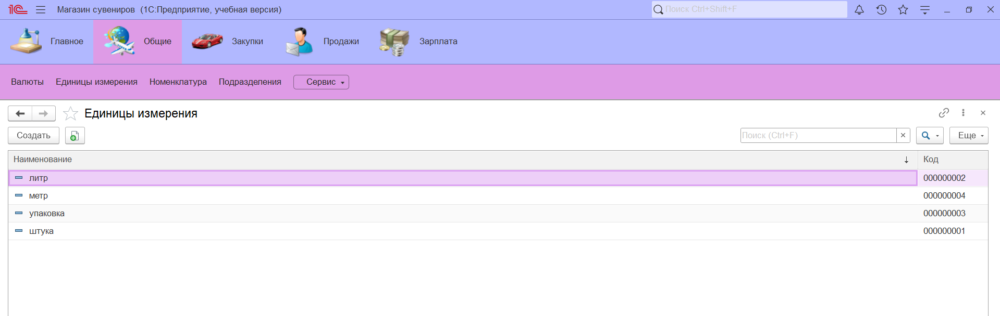 1С Магазин сувениров (1С:Предприятие, учебная версия) Поиск Ctrl+Shift+F
Главное Общие Закупки Продажи Зарплата
Валюты Единицы измерения Номенклатура Подразделения Сервис
Единицы измерения
Создать Поиск (Ctrl+F) × Еще
Наименование ↓ Код
литр 000000002
метр 000000004
упаковка 000000003
штука 000000001